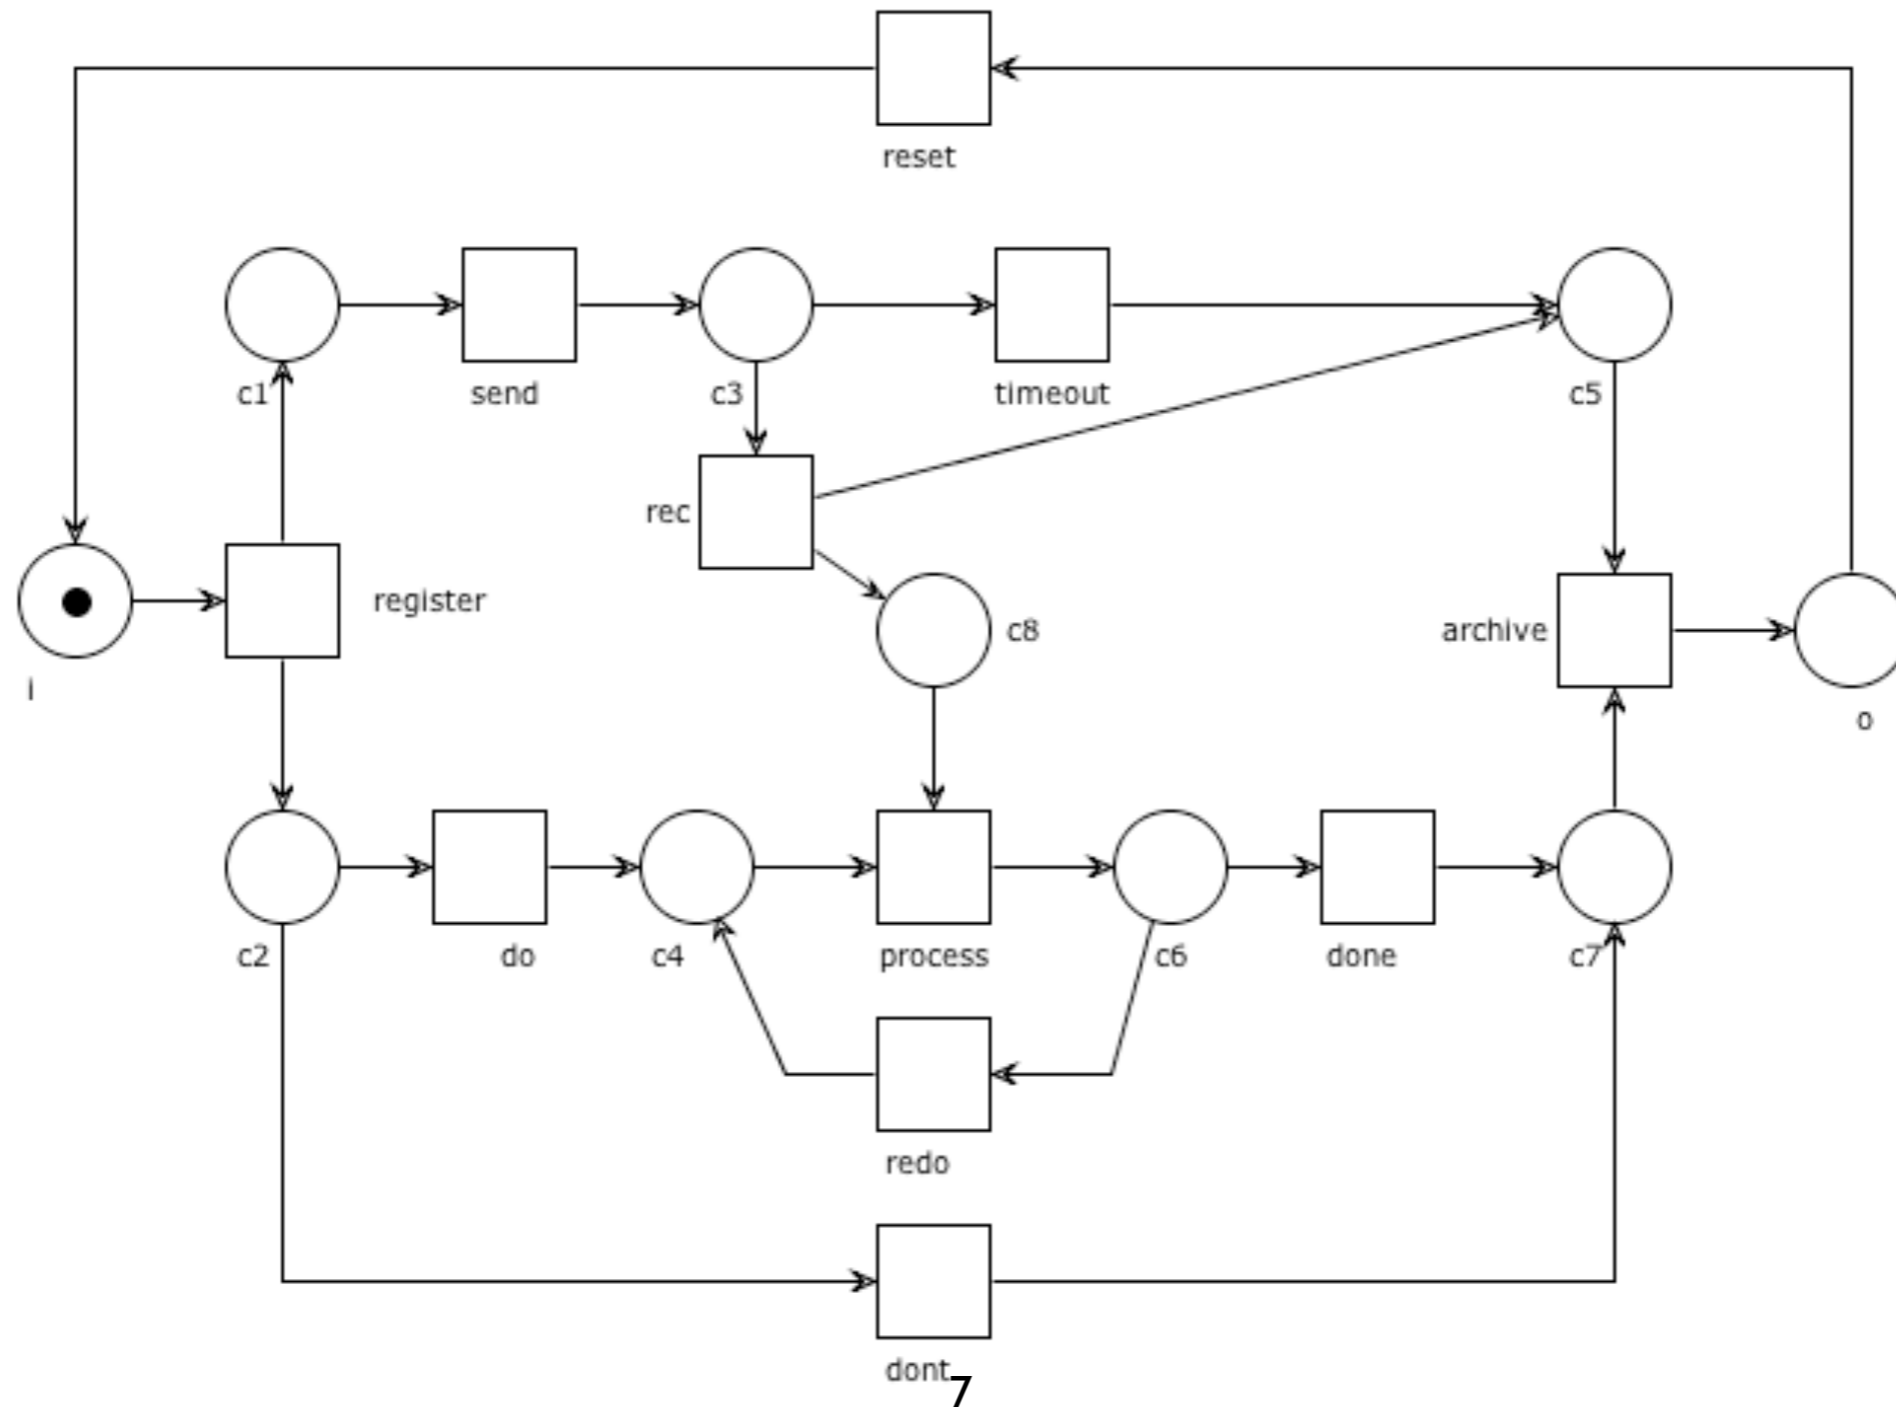 reset
c1
send
c3
timeout
c5
rec
register
c8
archive
i
o
c2
do
c4
process
c6
done
c7
redo
dont
7